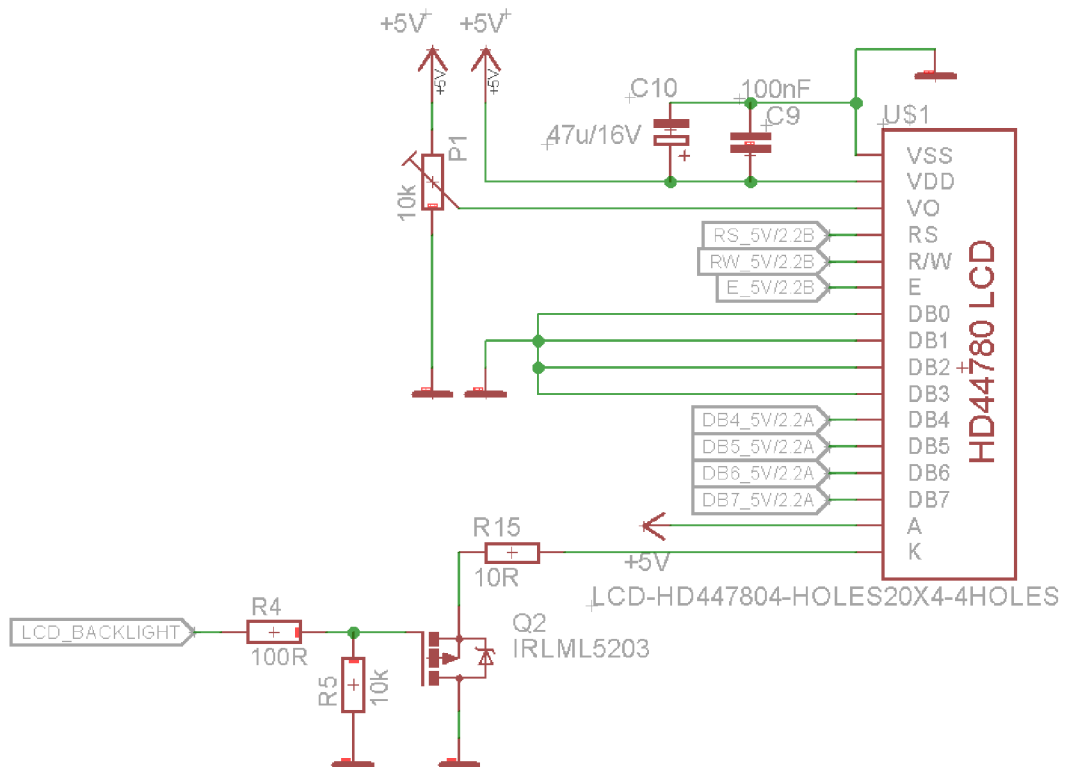 +5V
+5V
+5V
+5V
C10
100nF
C9
47u/16V
U$1
P1
10k
VSS
VDD
VO
RS_5V/2.2B
RS
RW_5V/2.2B
R/W
E_5V/2.2B
E
DB0
DB1
DB2
DB3
DB4_5V/2.2A
DB4
DB5_5V/2.2A
DB5
DB6_5V/2.2A
DB6
DB7_5V/2.2A
DB7
A
K
HD44780 LCD
+5V
R15
10R
LCD-HD447804-HOLES20X4-4HOLES
R4
LCD_BACKLIGHT
100R
Q2
IRLML5203
R5
10k